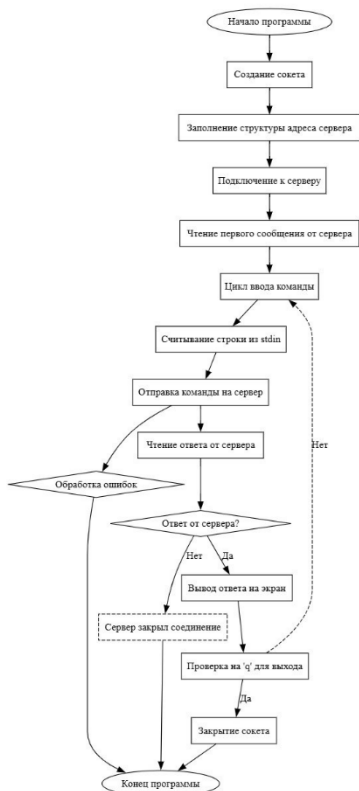 Начало программы
Создание сокета
Заполнение структуры адреса сервера
Подключение к серверу
Чтение первого сообщения от сервера
Цикл ввода команды
Считывание строки из stdin
Отправка команды на сервер
Чтение ответа от сервера
Нет
Обработка ошибок
Ответ от сервера?
Нет
Да
Вывод ответа на экран
Сервер закрыл соединение
Проверка на 'q' для выхода
Да
Закрытие сокета
Конец программы